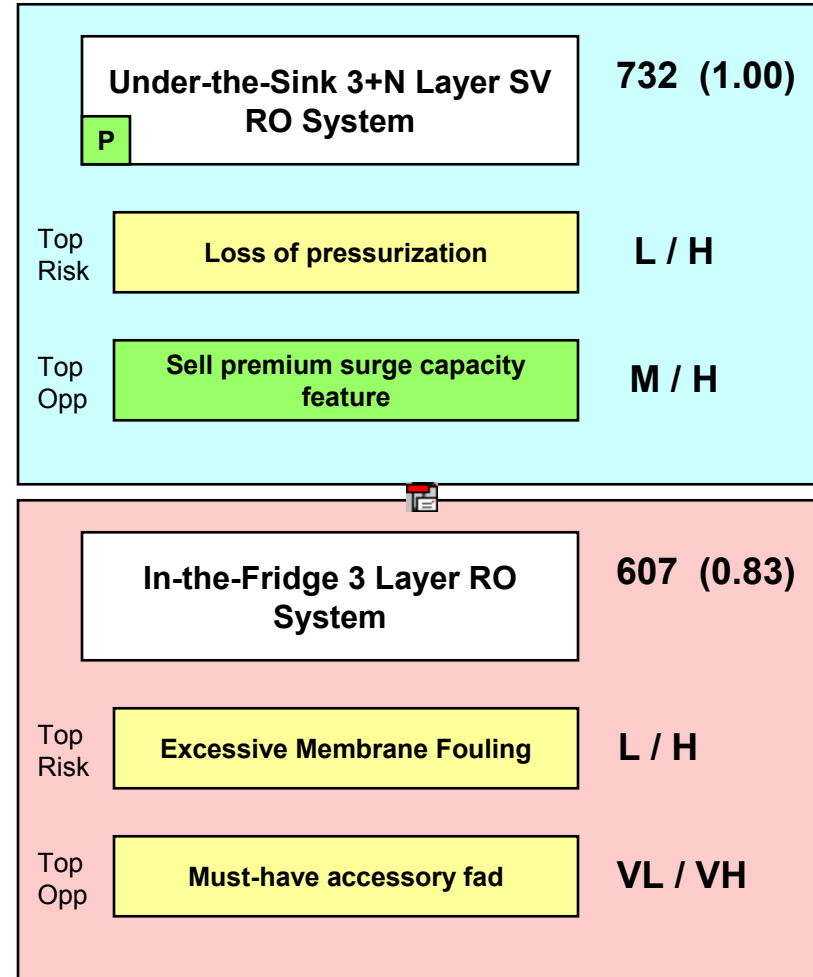 Under-the-Sink 3+N Layer SV
RO System
P
732 (1.00)
Top
Risk
Loss of pressurization
L / H
Top
Opp
Sell premium surge capacity
feature
M / H
In-the-Fridge 3 Layer RO
System
607 (0.83)
Top
Risk
Excessive Membrane Fouling
L / H
Top
Opp
Must-have accessory fad
VL / VH